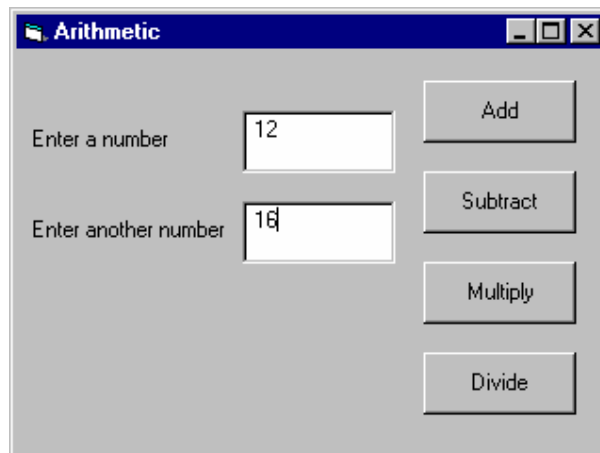 Arithmetic
Enter a number
12
Add
Enter another number
16
Subtract
Multiply
Divide